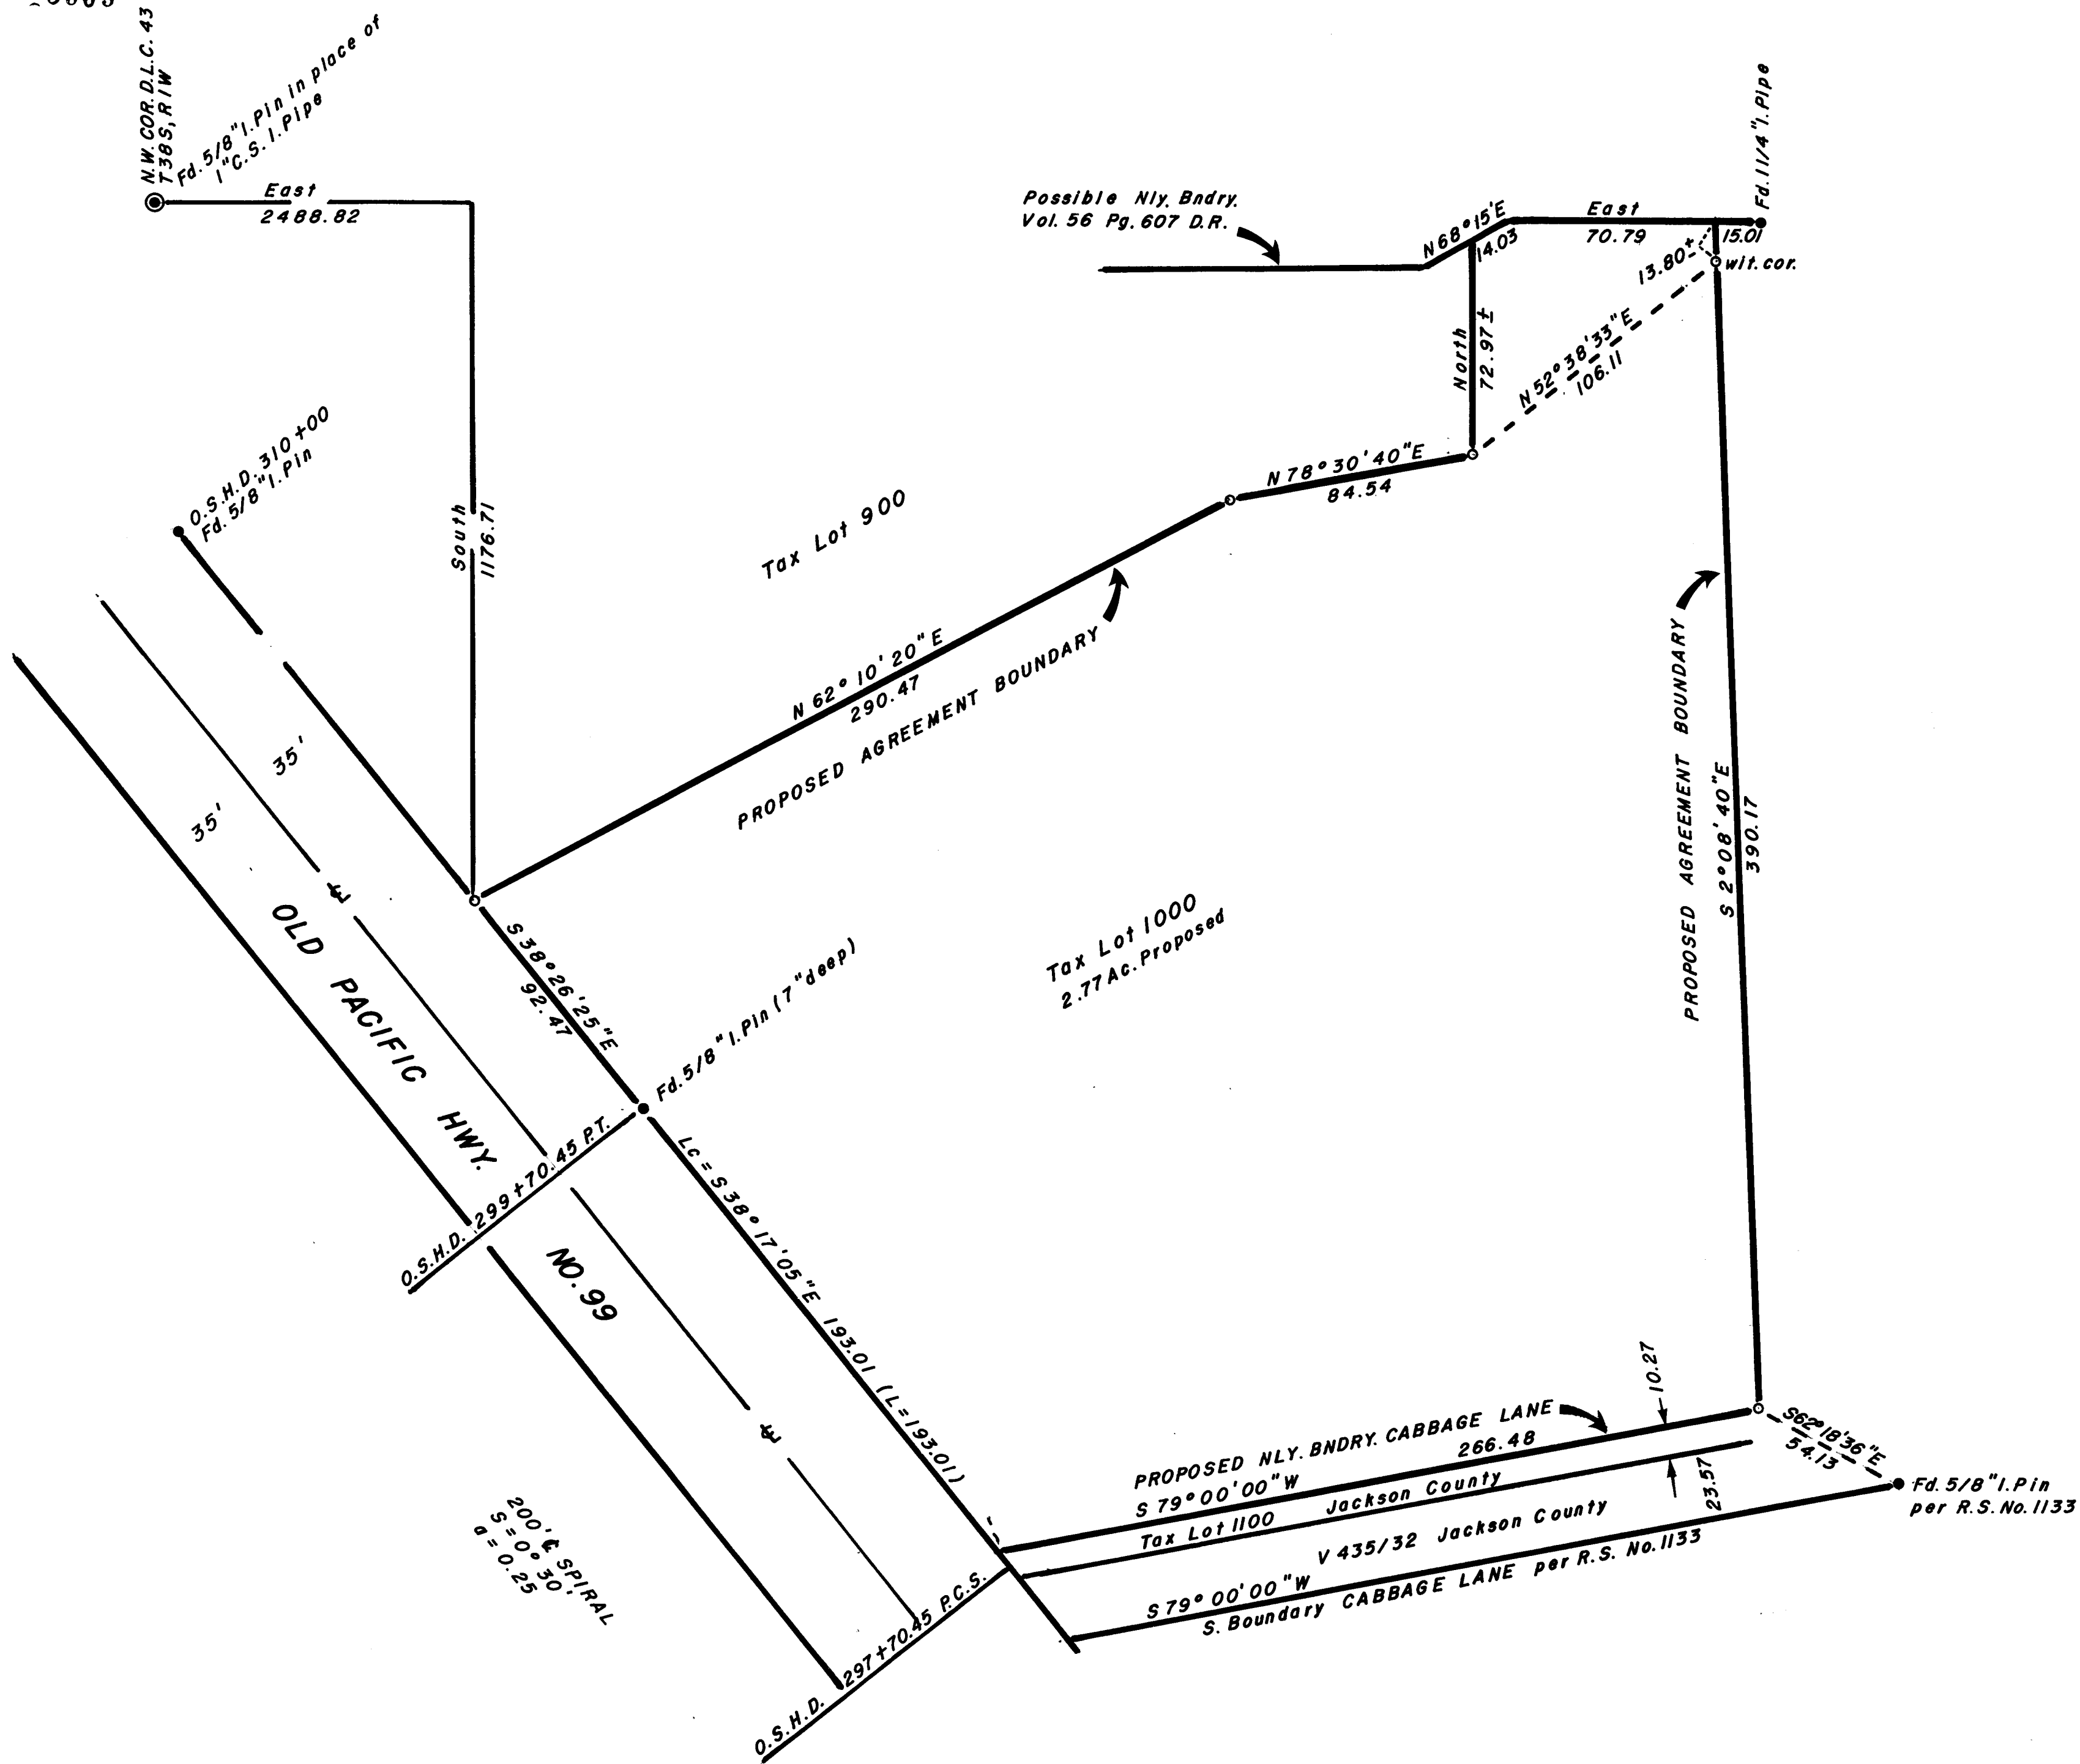 N.W. COR. D.L.C. 43
T38S, R1W
Fd. 5/8" I. Pin in place of
1" C.S. I. Pipe
East
2488.82
Possible Nly. Bndry.
Vol. 56 Pg. 607 D.R.
N 68° 15' E
14.03
East
70.79
15.01
Fd. 1 1/4" I. Pipe
13.80±
wit. cor.
N 52° 38' 33" E
106.11
North
72.97±
N 78° 30' 40" E
84.54
O.S.H.D. 310+00
Fd. 5/8" I. Pin
South
1176.71
Tax Lot 900
N 62° 10' 20" E
290.47
PROPOSED AGREEMENT BOUNDARY
PROPOSED AGREEMENT BOUNDARY
S 2° 08' 40" E
390.17
35'
35'
℄
OLD PACIFIC HWY.
NO. 99
S 38° 26' 25" E
92.47
Fd. 5/8" I. Pin (7" deep)
Tax Lot 1000
2.77 Ac. Proposed
O.S.H.D. 299+70.45 P.T.
Lc = S 38° 17' 05" E 193.01 (L=193.01)
℄
10.27
PROPOSED NLY. BNDRY. CABBAGE LANE
266.48
S 79° 00' 00" W
Tax Lot 1100 Jackson County
23.57
S 62° 18' 36" E
54.13
Fd. 5/8" I. Pin
per R.S. No. 1133
V 435/32 Jackson County
S 79° 00' 00" W
S. Boundary CABBAGE LANE per R.S. No. 1133
200' ℄ SPIRAL
S = 0° 30'
a = 0.25
O.S.H.D. 297+70.45 P.C.S.